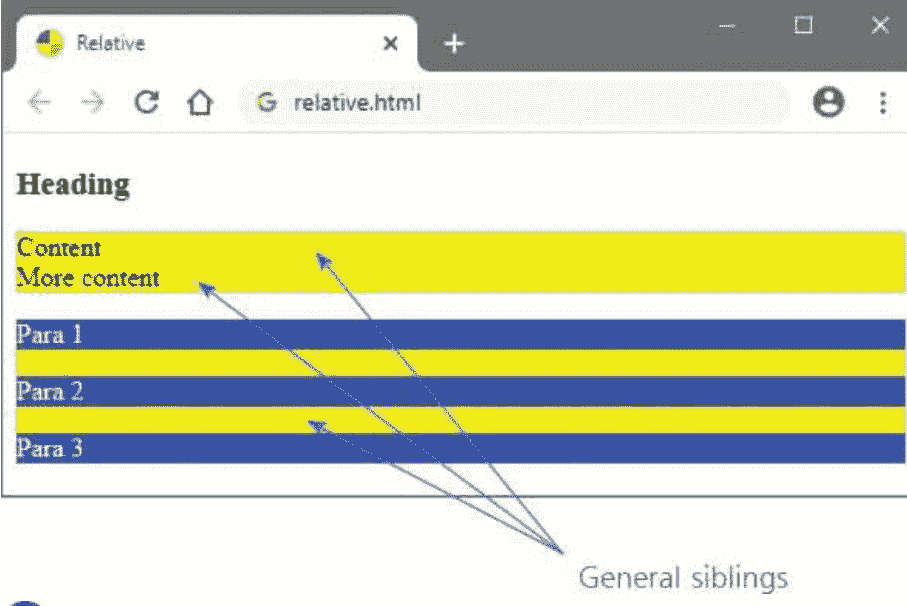 Relative
relative.html
Heading
Content
More content
Para 1
Para 2
Para 3
General siblings